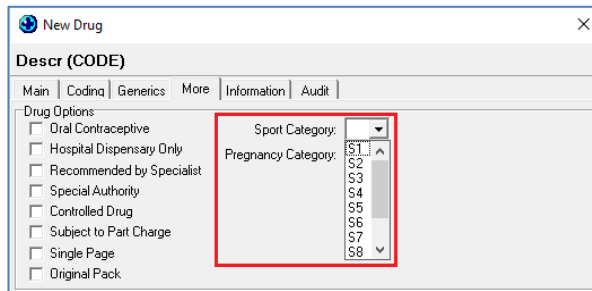 New Drug
Descr (CODE)
Main Coding Generics More Information Audit
Drug Options
Oral Contraceptive
Hospital Dispensary Only
Recommended by Specialist
Special Authority
Controlled Drug
Subject to Part Charge
Single Page
Original Pack
Sport Category:
Pregnancy Category:
S1
S2
S3
S4
S5
S6
S7
S8